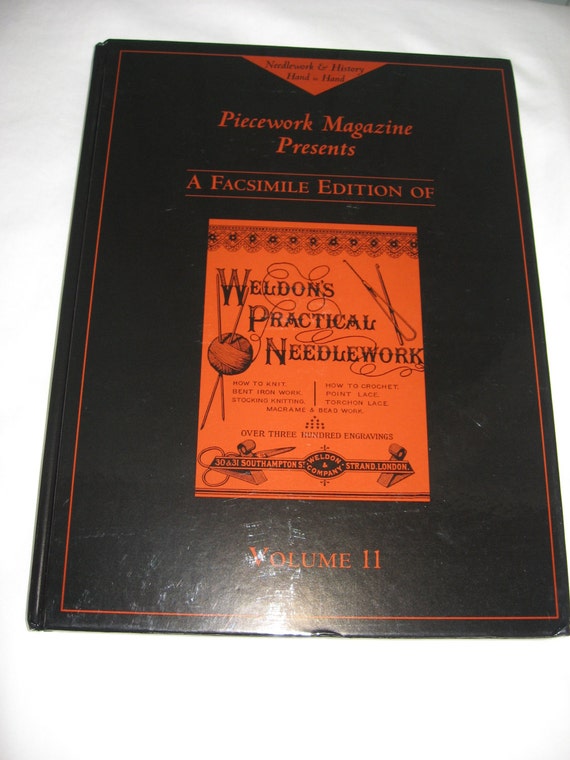 Needlework & History
Hand in Hand
Piecework Magazine
Presents
A Facsimile Edition of
Weldon's
Practical
Needlework
HOW TO KNIT.
BENT IRON WORK.
STOCKING KNITTING.
HOW TO CROCHET.
POINT LACE.
TORCHON LACE.
MACRAME & BEAD WORK.
OVER THREE HUNDRED ENGRAVINGS
30 & 31 SOUTHAMPTON ST
WELDON & COMPANY
STRAND. LONDON.
Volume 11